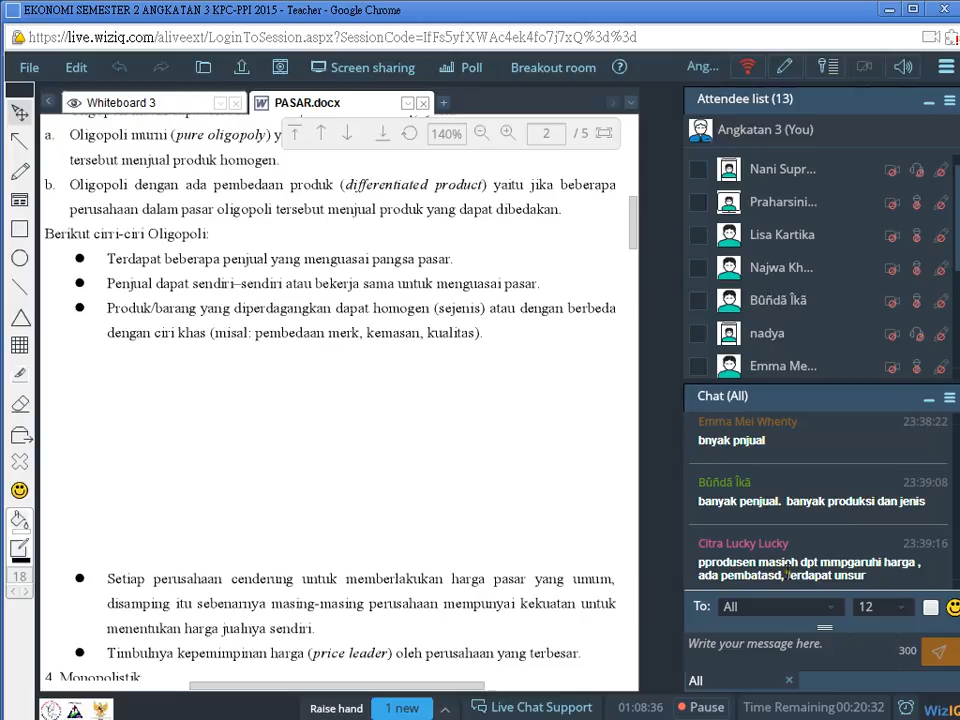 EKONOMI SEMESTER 2 ANGKATAN 3 KPC-PPI 2015 - Teacher - Google Chrome
https://live.wiziq.com/aliveext/LoginToSession.aspx?SessionCode=IfFs5yfXWAc4ek4fo7j7xQ%3d%3d
File Edit Screen sharing Poll Breakout room Ang...
Whiteboard 3 PASAR.docx
140% 2 / 5
a. Oligopoli murni (pure oligopoly) y
tersebut menjual produk homogen.
b. Oligopoli dengan ada pembedaan produk (differentiated product) yaitu jika beberapa
perusahaan dalam pasar oligopoli tersebut menjual produk yang dapat dibedakan.
Berikut cirri-ciri Oligopoli:
Terdapat beberapa penjual yang menguasai pangsa pasar.
Penjual dapat sendiri–sendiri atau bekerja sama untuk menguasai pasar.
Produk/barang yang diperdagangkan dapat homogen (sejenis) atau dengan berbeda
dengan ciri khas (misal: pembedaan merk, kemasan, kualitas).
Setiap perusahaan cenderung untuk memberlakukan harga pasar yang umum,
disamping itu sebenarnya masing-masing perusahaan mempunyai kekuatan untuk
menentukan harga jualnya sendiri.
Timbulnya kepemimpinan harga (price leader) oleh perusahaan yang terbesar.
4. Monopolistik
18
Attendee list (13)
Angkatan 3 (You)
Nani Supr...
Praharsini...
Lisa Kartika
Najwa Kh...
Bûñdã Îkã
nadya
Emma Me...
Chat (All)
Emma Mei Whenty 23:38:22
bnyak pnjual
Bûñdã Îkã 23:39:08
banyak penjual. banyak produksi dan jenis
Citra Lucky Lucky 23:39:16
pprodusen masieh dpt mmpgaruhi harga ,
ada pembatasd, terdapat unsur
To: All 12
Write your message here. 300
All
Raise hand 1 new Live Chat Support 01:08:36 Pause Time Remaining 00:20:32 WizIQ